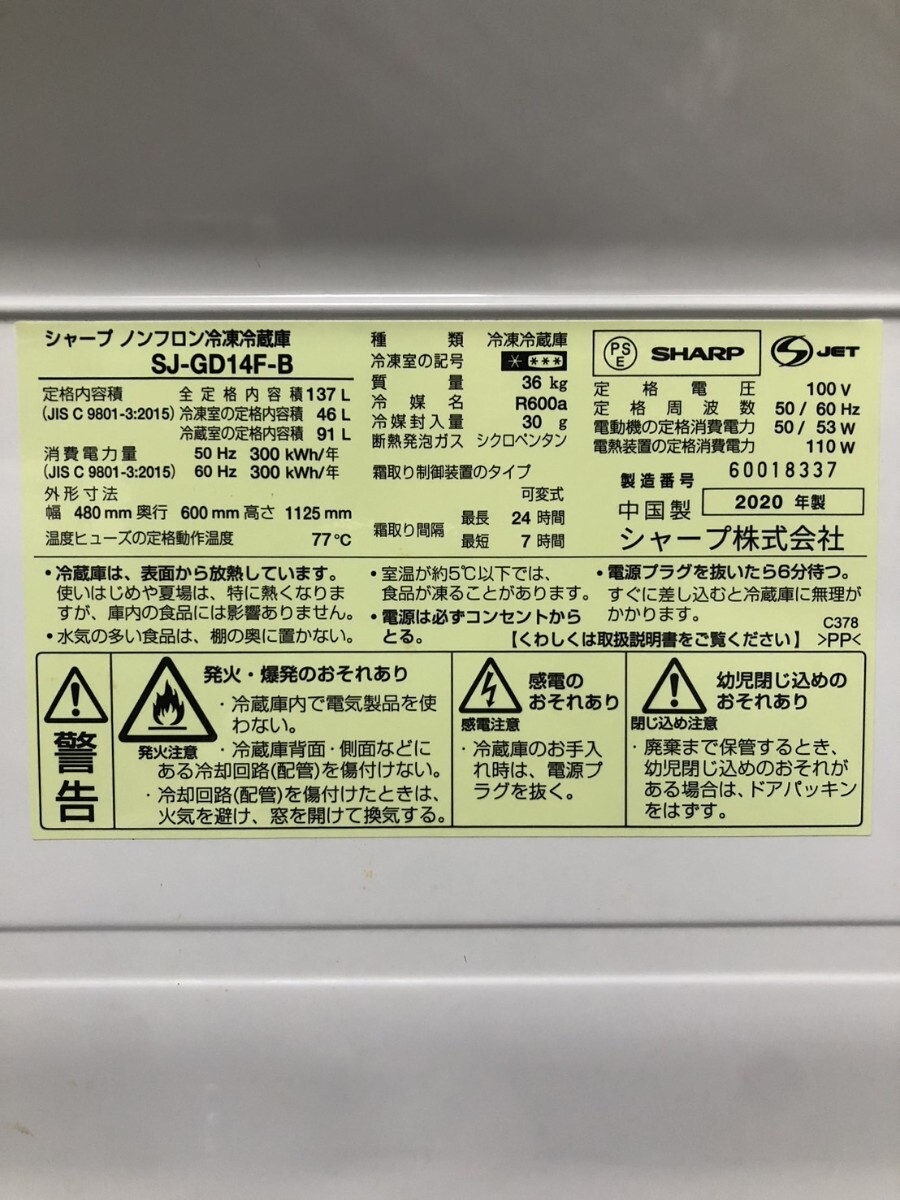 シャープ ノンフロン冷凍冷蔵庫
SJ-GD14F-B
定格内容積 全定格内容積 137 L
(JIS C 9801-3:2015) 冷凍室の定格内容積 46 L
冷蔵室の定格内容積 91 L
消費電力量 50 Hz 300 kWh/年
(JIS C 9801-3:2015) 60 Hz 300 kWh/年
外形寸法
幅 480 mm 奥行 600 mm 高さ 1125 mm
温度ヒューズの定格動作温度 77℃
種類 冷凍冷蔵庫
冷凍室の記号 * ***
質量 36 kg
冷媒名 R600a
冷媒封入量 30 g
断熱発泡ガス シクロペンタン
霜取り制御装置のタイプ
可変式
霜取り間隔 最長 24 時間
最短 7 時間
PSE SHARP S JET
定格電圧 100 V
定格周波数 50 / 60 Hz
電動機の定格消費電力 50 / 53 W
電熱装置の定格消費電力 110 W
製造番号 60018337
中国製 2020 年製
シャープ株式会社
・冷蔵庫は、表面から放熱しています。
使いはじめや夏場は、特に熱くなりま
すが、庫内の食品には影響ありません。
・水気の多い食品は、棚の奥に置かない。
・室温が約5℃以下では、
食品が凍ることがあります。
・電源は必ずコンセントから
とる。
・電源プラグを抜いたら6分待つ。
すぐに差し込むと冷蔵庫に無理が
かかります。
C378
【くわしくは取扱説明書をご覧ください】 >PP<
警告
発火・爆発のおそれあり
発火注意
・冷蔵庫内で電気製品を使
わない。
・冷蔵庫背面・側面などに
ある冷却回路(配管)を傷付けない。
・冷却回路(配管)を傷付けたときは、
火気を避け、窓を開けて換気する。
感電の
おそれあり
感電注意
・冷蔵庫のお手入
れ時は、電源プ
ラグを抜く。
幼児閉じ込めの
おそれあり
閉じ込め注意
・廃棄まで保管するとき、
幼児閉じ込めのおそれが
ある場合は、ドアパッキン
をはずす。